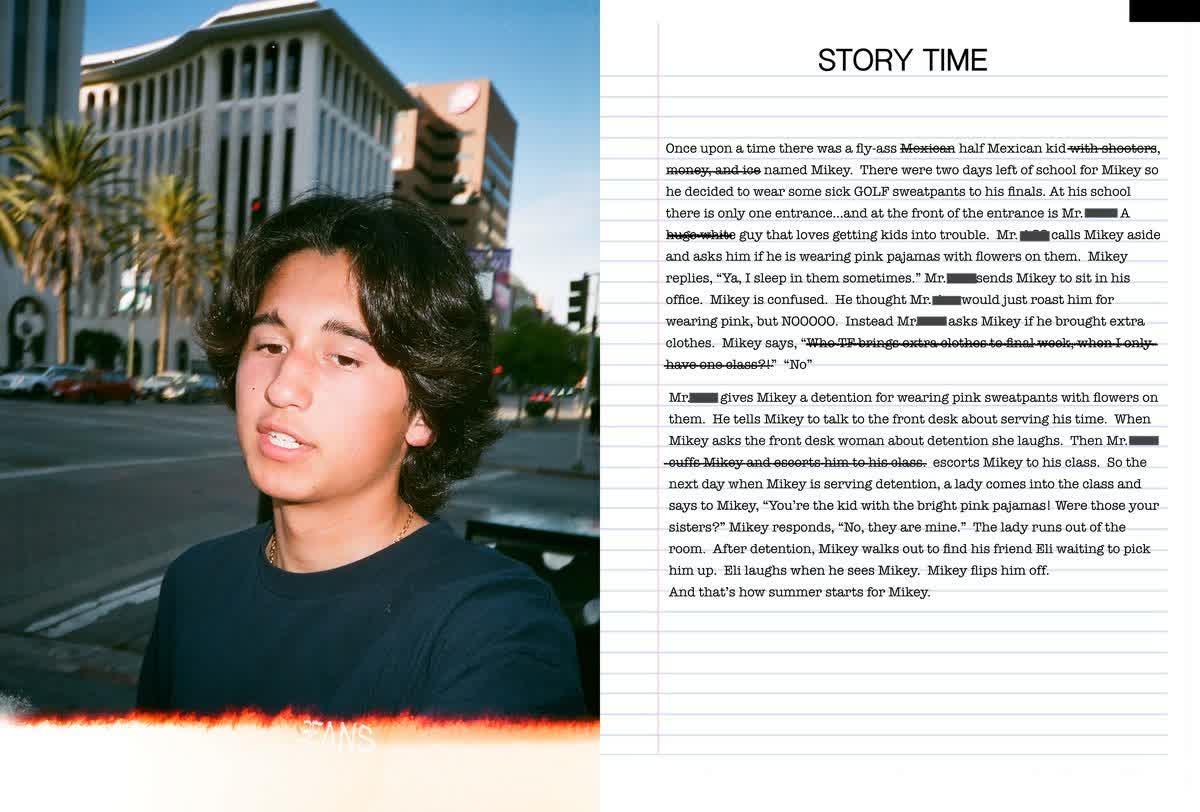 EANS
STORY TIME
Once upon a time there was a fly-ass Mexican half Mexican kid with shooters,
money, and ice named Mikey. There were two days left of school for Mikey so
he decided to wear some sick GOLF sweatpants to his finals. At his school
there is only one entrance...and at the front of the entrance is Mr. A
huge white guy that loves getting kids into trouble. Mr. calls Mikey aside
and asks him if he is wearing pink pajamas with flowers on them. Mikey
replies, “Ya, I sleep in them sometimes.” Mr. sends Mikey to sit in his
office. Mikey is confused. He thought Mr. would just roast him for
wearing pink, but NOOOOO. Instead Mr. asks Mikey if he brought extra
clothes. Mikey says, “Who TF brings extra clothes to final week, when I only
have one class?!” “No”
Mr. gives Mikey a detention for wearing pink sweatpants with flowers on
them. He tells Mikey to talk to the front desk about serving his time. When
Mikey asks the front desk woman about detention she laughs. Then Mr.
cuffs Mikey and escorts him to his class. escorts Mikey to his class. So the
next day when Mikey is serving detention, a lady comes into the class and
says to Mikey, “You’re the kid with the bright pink pajamas! Were those your
sisters?” Mikey responds, “No, they are mine.” The lady runs out of the
room. After detention, Mikey walks out to find his friend Eli waiting to pick
him up. Eli laughs when he sees Mikey. Mikey flips him off.
And that’s how summer starts for Mikey.